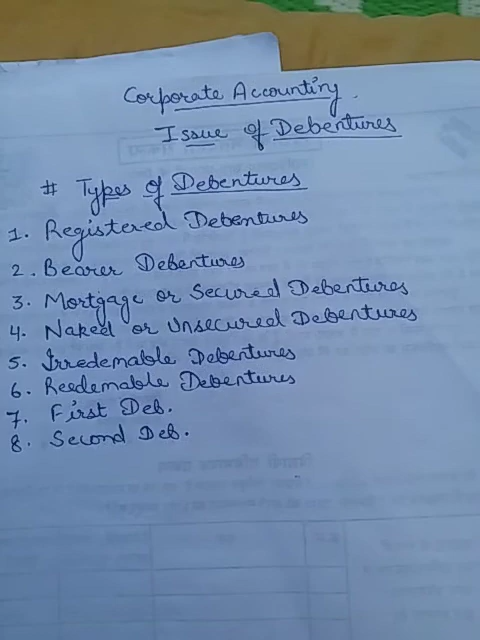 Corporate Accounting.
Issue of Debentures
# Types of Debentures
1. Registered Debentures
2. Bearer Debentures
3. Mortgage or Secured Debentures
4. Naked or Unsecured Debentures
5. Irredemable Debentures
6. Reedemable Debentures
7. First Deb.
8. Second Deb.